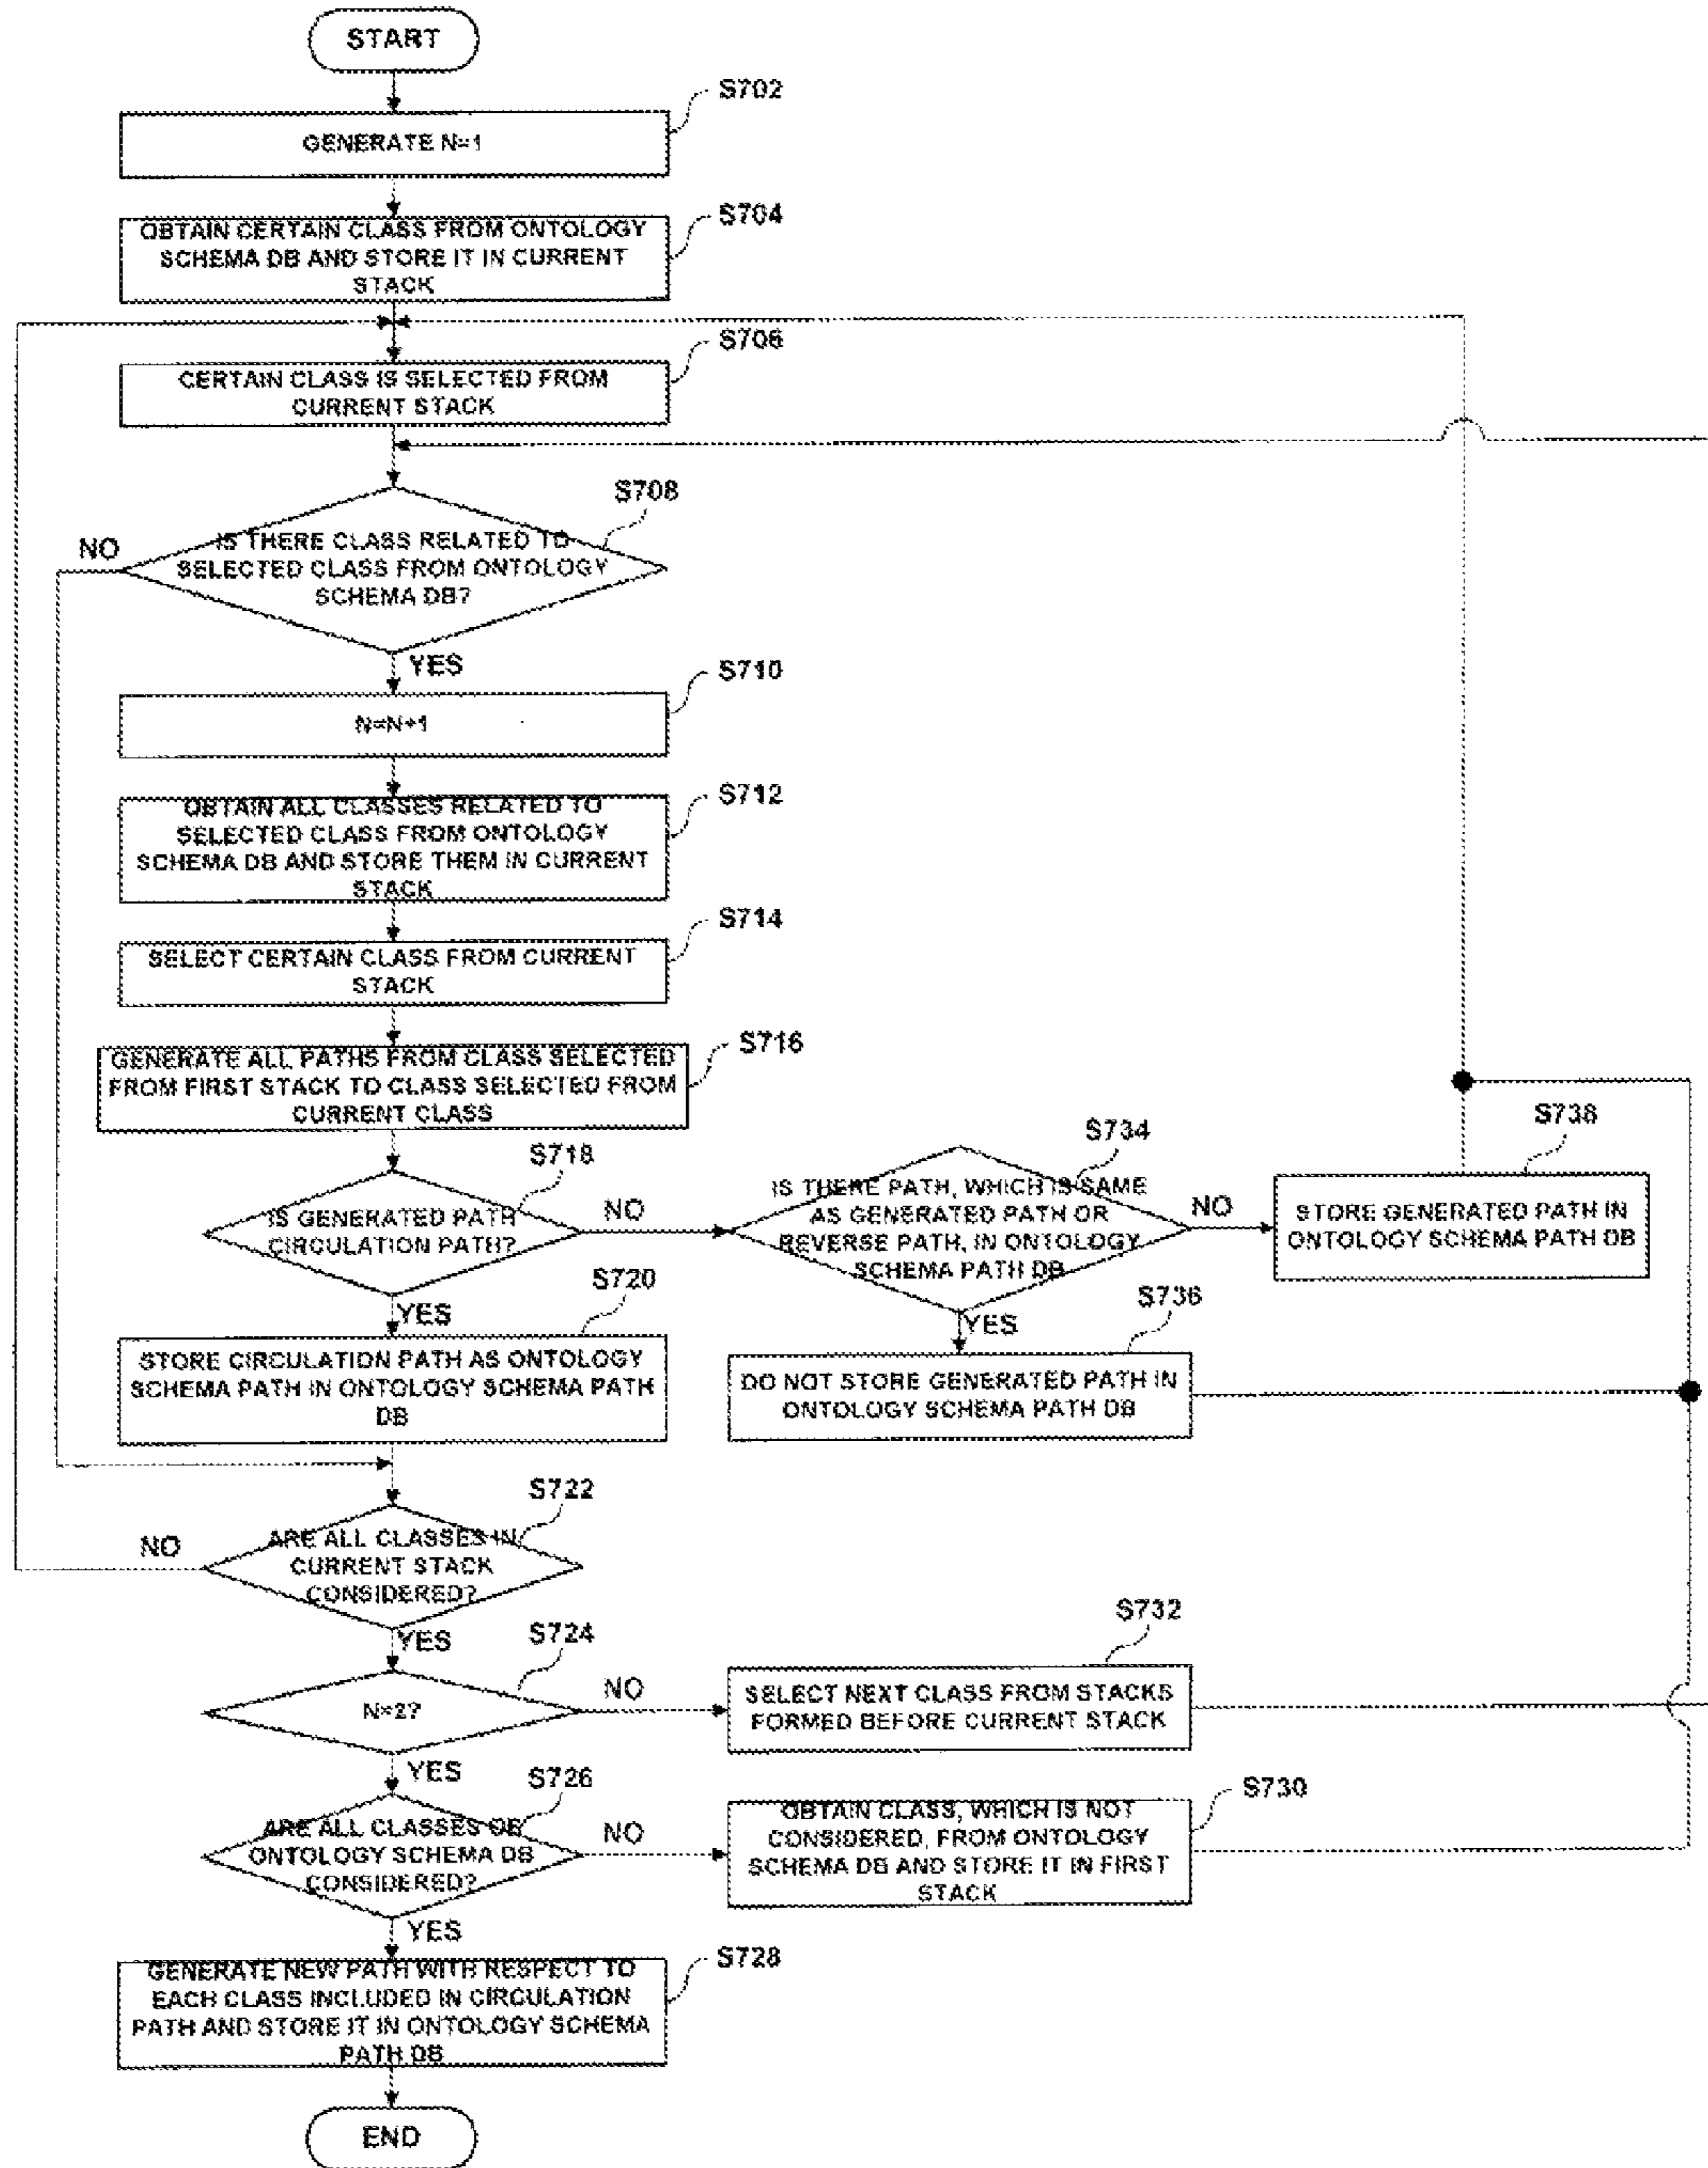 START
S702
GENERATE N=1
S704
OBTAIN CERTAIN CLASS FROM ONTOLOGY
SCHEMA DB AND STORE IT IN CURRENT
STACK
S706
CERTAIN CLASS IS SELECTED FROM
CURRENT STACK
S708
NO
IS THERE CLASS RELATED TO
SELECTED CLASS FROM ONTOLOGY
SCHEMA DB?
YES
S710
N=N+1
S712
OBTAIN ALL CLASSES RELATED TO
SELECTED CLASS FROM ONTOLOGY
SCHEMA DB AND STORE THEM IN CURRENT
STACK
S714
SELECT CERTAIN CLASS FROM CURRENT
STACK
S716
GENERATE ALL PATHS FROM CLASS SELECTED
FROM FIRST STACK TO CLASS SELECTED FROM
CURRENT CLASS
S718
IS GENERATED PATH
CIRCULATION PATH?
NO
S734
IS THERE PATH, WHICH IS SAME
AS GENERATED PATH OR
REVERSE PATH, IN ONTOLOGY
SCHEMA PATH DB
NO
S738
STORE GENERATED PATH IN
ONTOLOGY SCHEMA PATH DB
YES
S720
STORE CIRCULATION PATH AS ONTOLOGY
SCHEMA PATH IN ONTOLOGY SCHEMA PATH
DB
YES
S736
DO NOT STORE GENERATED PATH IN
ONTOLOGY SCHEMA PATH DB
S722
NO
ARE ALL CLASSES IN
CURRENT STACK
CONSIDERED?
YES
S724
N=2?
NO
S732
SELECT NEXT CLASS FROM STACKS
FORMED BEFORE CURRENT STACK
YES
S726
ARE ALL CLASSES OB
ONTOLOGY SCHEMA DB
CONSIDERED?
NO
S730
OBTAIN CLASS, WHICH IS NOT
CONSIDERED, FROM ONTOLOGY
SCHEMA DB AND STORE IT IN FIRST
STACK
YES
S728
GENERATE NEW PATH WITH RESPECT TO
EACH CLASS INCLUDED IN CIRCULATION
PATH AND STORE IT IN ONTOLOGY SCHEMA
PATH DB
END